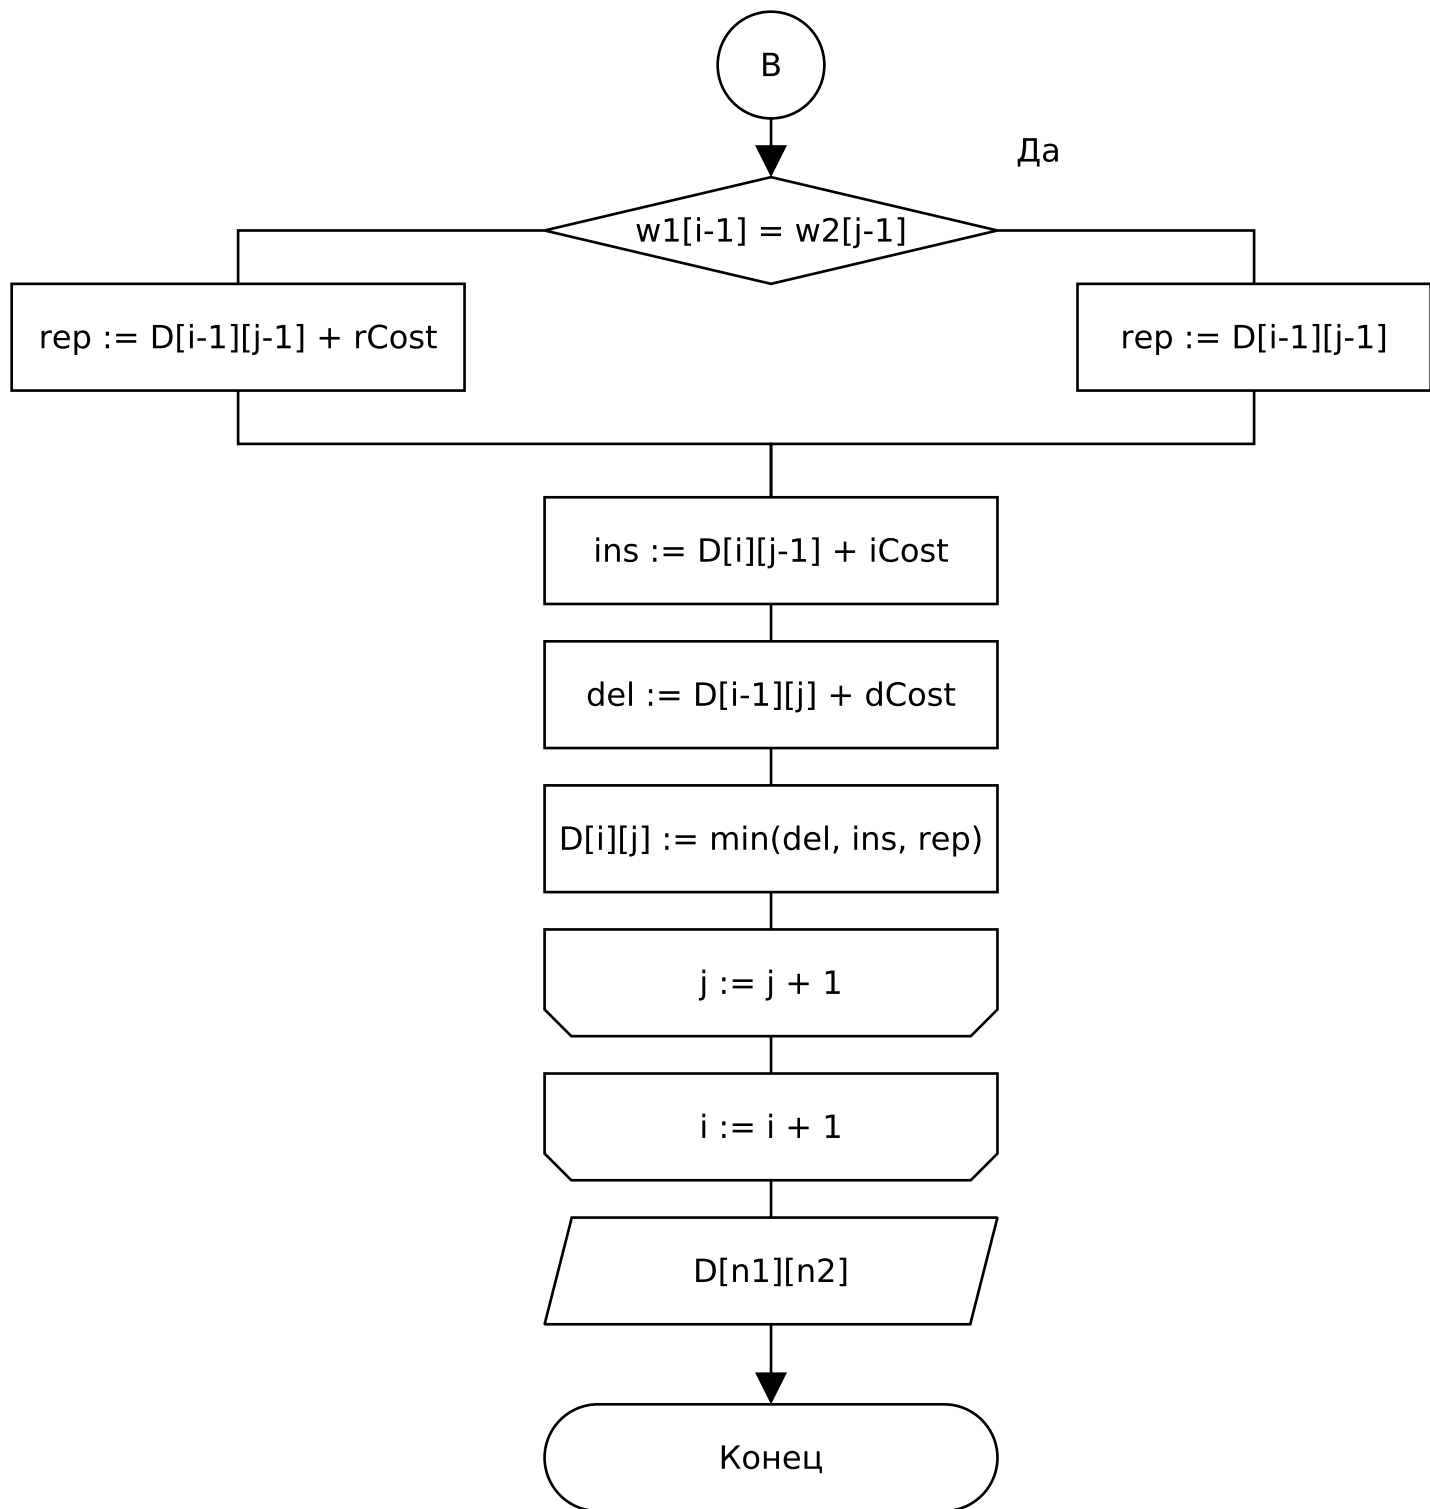 B
Да
w1[i-1] = w2[j-1]
rep := D[i-1][j-1] + rCost
rep := D[i-1][j-1]
ins := D[i][j-1] + iCost
del := D[i-1][j] + dCost
D[i][j] := min(del, ins, rep)
j := j + 1
i := i + 1
D[n1][n2]
Конец